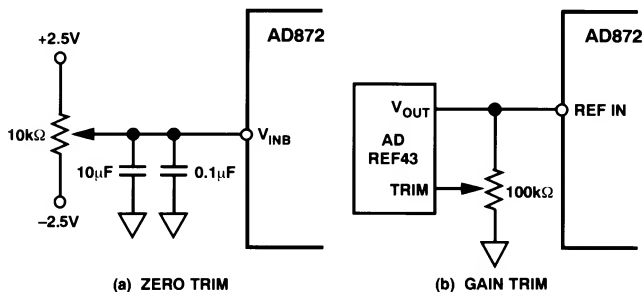 AD872
+2.5V
10kΩ
V_INB
10µF
0.1µF
–2.5V
(a) ZERO TRIM
AD872
V_OUT
REF IN
AD
REF43
TRIM
100kΩ
(b) GAIN TRIM